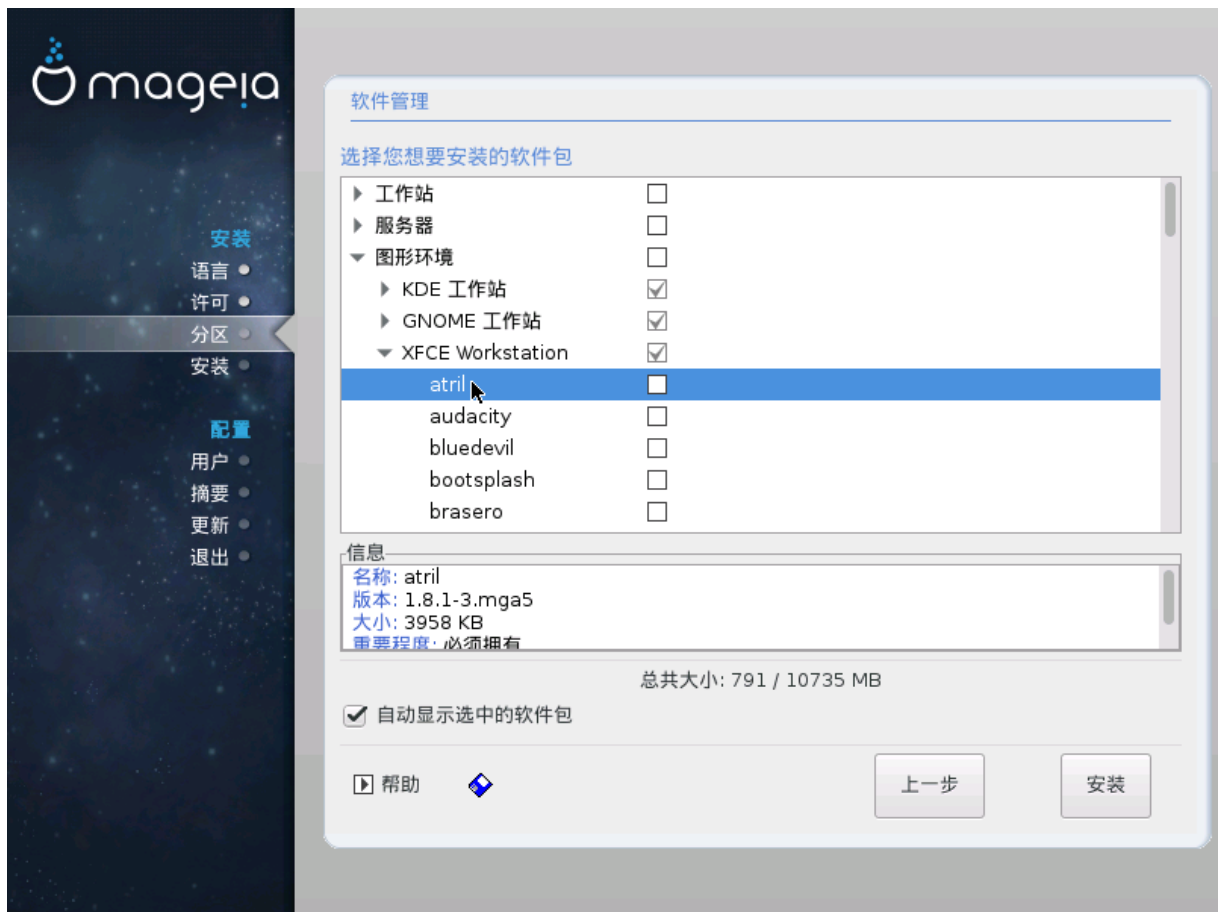 mageia
安装
语言
许可
分区
安装
配置
用户
摘要
更新
退出
软件管理
选择您想要安装的软件包
工作站
服务器
图形环境
KDE 工作站
GNOME 工作站
XFCE Workstation
atril
audacity
bluedevil
bootsplash
brasero
信息
名称: atril
版本: 1.8.1-3.mga5
大小: 3958 KB
重要程度: 必须拥有
总共大小: 791 / 10735 MB
自动显示选中的软件包
帮助
上一步
安装